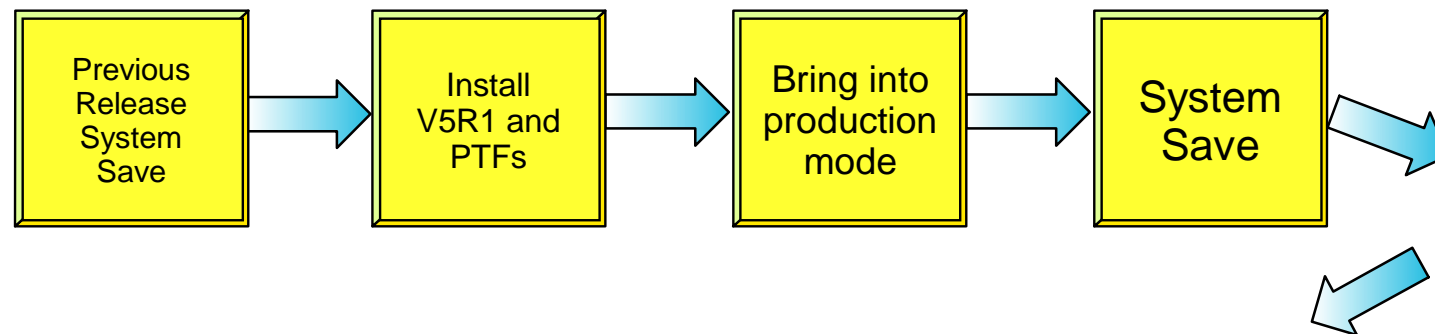 Previous
Release
System
Save
Install
V5R1 and
PTFs
Bring into
production
mode
System
Save